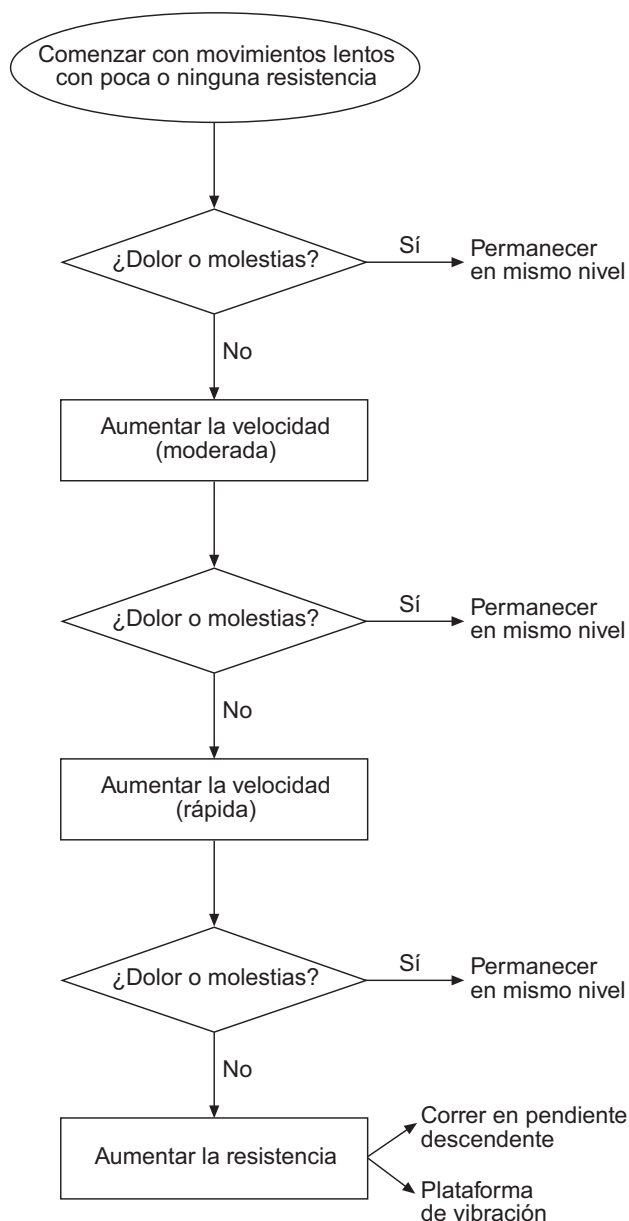 Comenzar con movimientos lentos
con poca o ninguna resistencia
¿Dolor o molestias?
Sí
Permanecer
en mismo nivel
No
Aumentar la velocidad
(moderada)
¿Dolor o molestias?
Sí
Permanecer
en mismo nivel
No
Aumentar la velocidad
(rápida)
¿Dolor o molestias?
Sí
Permanecer
en mismo nivel
No
Aumentar la resistencia
Correr en pendiente
descendente
Plataforma
de vibración